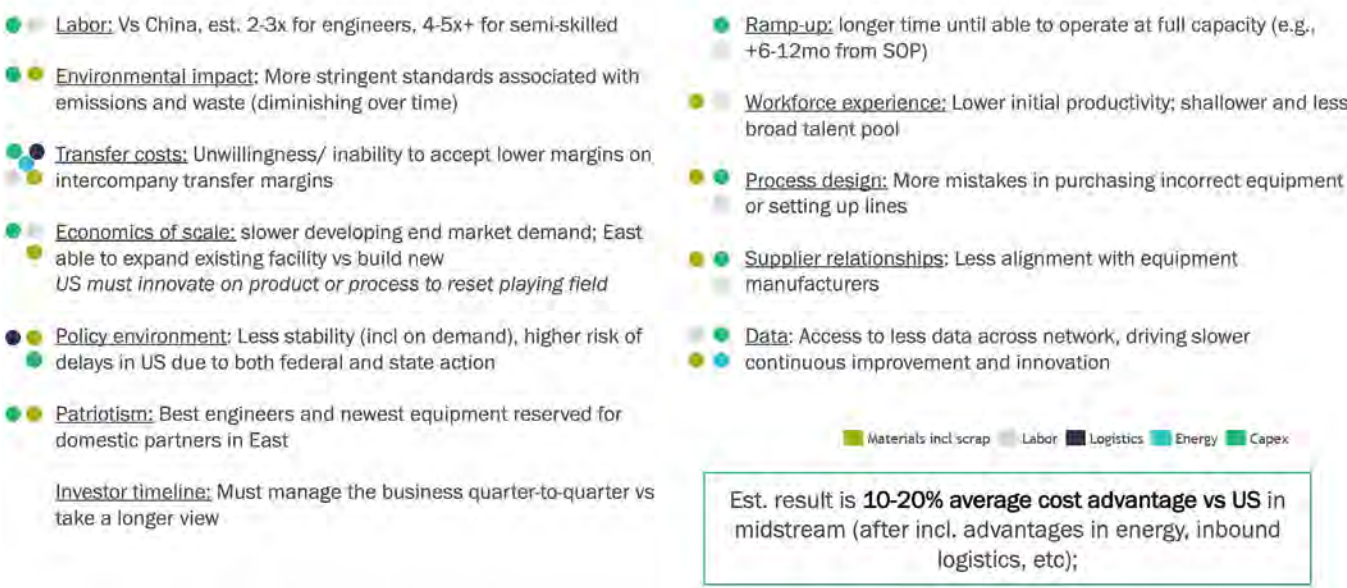 Labor: Vs China, est. 2-3x for engineers, 4-5x+ for semi-skilled
Environmental impact: More stringent standards associated with
emissions and waste (diminishing over time)
Transfer costs: Unwillingness/ inability to accept lower margins on
intercompany transfer margins
Economics of scale: slower developing end market demand; East
able to expand existing facility vs build new
US must innovate on product or process to reset playing field
Policy environment: Less stability (incl on demand), higher risk of
delays in US due to both federal and state action
Patriotism: Best engineers and newest equipment reserved for
domestic partners in East
Investor timeline: Must manage the business quarter-to-quarter vs
take a longer view
Ramp-up: longer time until able to operate at full capacity (e.g.,
+6-12mo from SOP)
Workforce experience: Lower initial productivity; shallower and less
broad talent pool
Process design: More mistakes in purchasing incorrect equipment
or setting up lines
Supplier relationships: Less alignment with equipment
manufacturers
Data: Access to less data across network, driving slower
continuous improvement and innovation
Materials incl scrap Labor Logistics Energy Capex
Est. result is 10-20% average cost advantage vs US in
midstream (after incl. advantages in energy, inbound
logistics, etc);